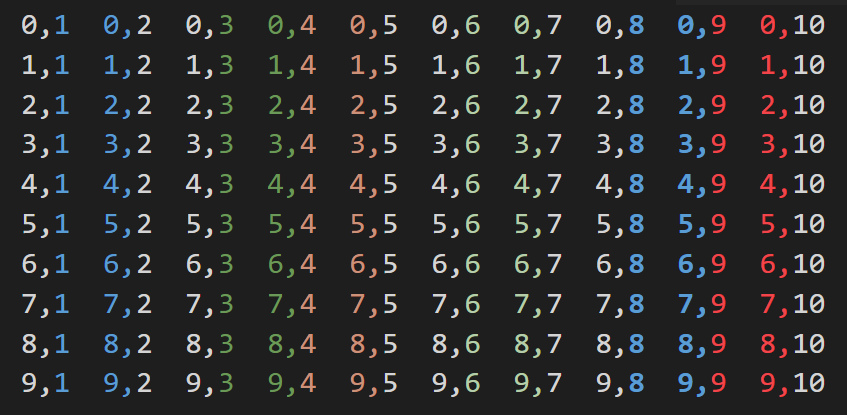 0,1 0,2 0,3 0,4 0,5 0,6 0,7 0,8 0,9 0,10
1,1 1,2 1,3 1,4 1,5 1,6 1,7 1,8 1,9 1,10
2,1 2,2 2,3 2,4 2,5 2,6 2,7 2,8 2,9 2,10
3,1 3,2 3,3 3,4 3,5 3,6 3,7 3,8 3,9 3,10
4,1 4,2 4,3 4,4 4,5 4,6 4,7 4,8 4,9 4,10
5,1 5,2 5,3 5,4 5,5 5,6 5,7 5,8 5,9 5,10
6,1 6,2 6,3 6,4 6,5 6,6 6,7 6,8 6,9 6,10
7,1 7,2 7,3 7,4 7,5 7,6 7,7 7,8 7,9 7,10
8,1 8,2 8,3 8,4 8,5 8,6 8,7 8,8 8,9 8,10
9,1 9,2 9,3 9,4 9,5 9,6 9,7 9,8 9,9 9,10